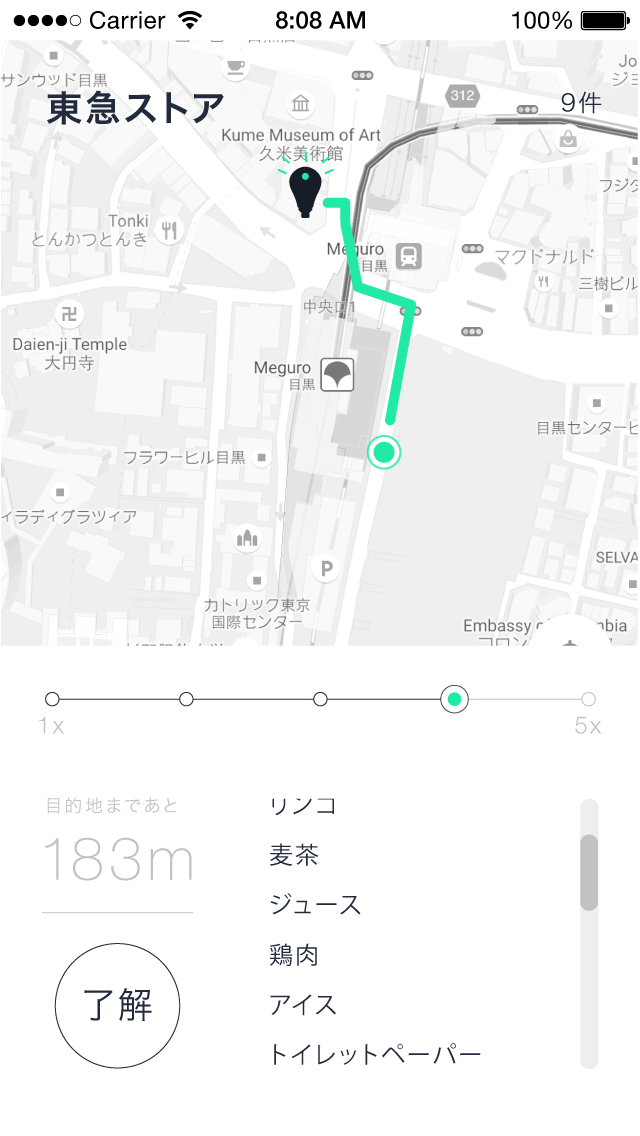 Carrier 8:08 AM 100%
サンウッド目黒
東急ストア
312
9件
Kume Museum of Art
久米美術館
フジタ
Tonki
とんかつとんき
Meguro
目黒
マクドナルド
三樹ビル
中央口1
Daien-ji Temple
大円寺
Meguro
目黒
目黒センタービ
フラワーヒル目黒
イラディグラツィア
P
SELVA
カトリック東京
国際センター
Embassy of
mbia
コロン
1x
5x
目的地まであと
183m
了解
リンゴ
麦茶
ジュース
鶏肉
アイス
トイレットペーパー